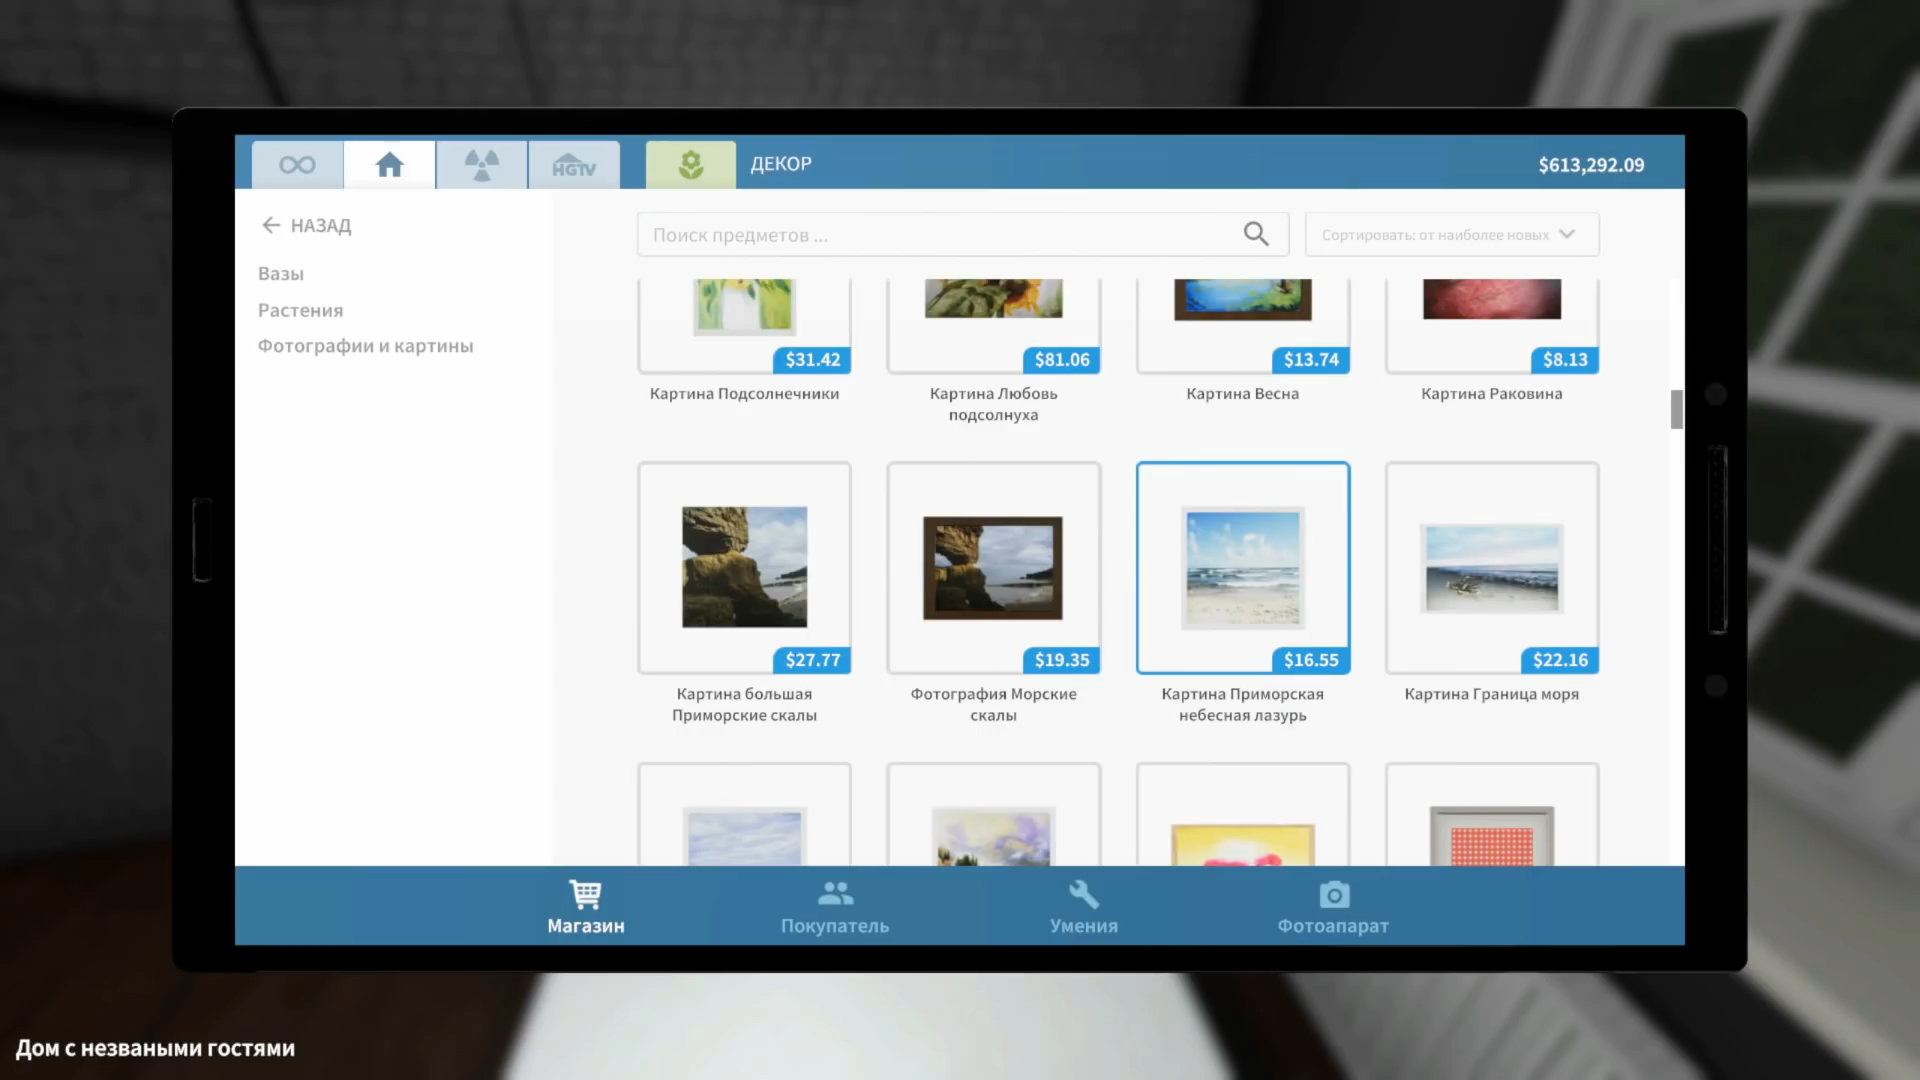 HGTV
ДЕКОР
$613,292.09
НАЗАД
Вазы
Растения
Фотографии и картины
Поиск предметов ...
Сортировать: от наиболее новых
$31.42
$81.06
$13.74
$8.13
Картина Подсолнечники
Картина Любовь
подсолнуха
Картина Весна
Картина Раковина
$27.77
$19.35
$16.55
$22.16
Картина большая
Приморские скалы
Фотография Морские
скалы
Картина Приморская
небесная лазурь
Картина Граница моря
Магазин
Покупатель
Умения
Фотоапарат
Дом с незваными гостями